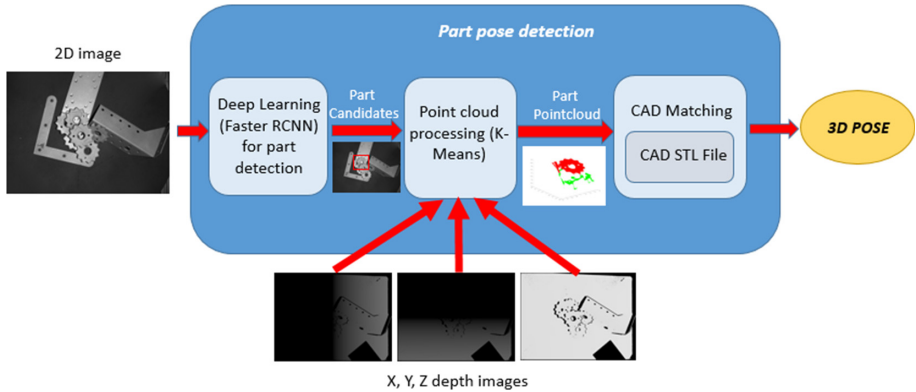 Part pose detection
2D image
Deep Learning
(Faster RCNN)
for part
detection
Part
Candidates
Point cloud
processing (K-
Means)
Part
Pointcloud
CAD Matching
CAD STL File
3D POSE
X, Y, Z depth images